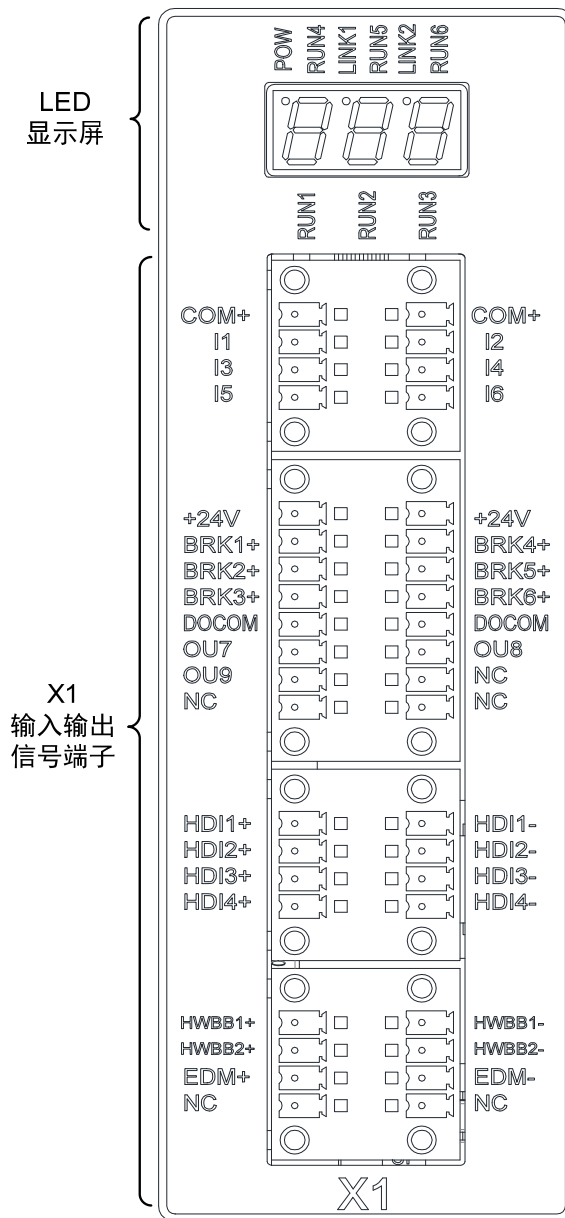 POW RUN4 LINK1 RUN5 LINK2 RUN6
LED
显示屏
RUN1 RUN2 RUN3
COM+ COM+
I1 I2
I3 I4
I5 I6
+24V +24V
BRK1+ BRK4+
BRK2+ BRK5+
BRK3+ BRK6+
DOCOM DOCOM
OU7 OU8
OU9 NC
NC NC
X1
输入输出
信号端子
HDI1+ HDI1-
HDI2+ HDI2-
HDI3+ HDI3-
HDI4+ HDI4-
HWBB1+ HWBB1-
HWBB2+ HWBB2-
EDM+ EDM-
NC NC
X1